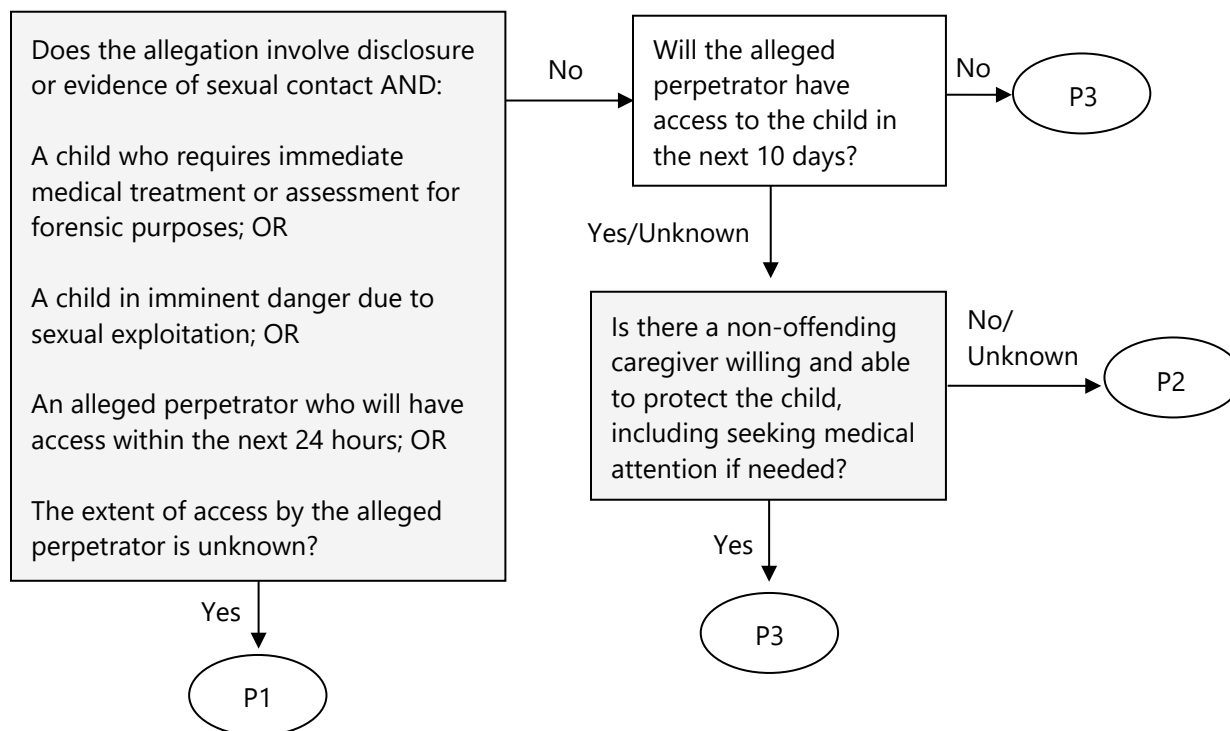 Does the allegation involve disclosure
or evidence of sexual contact AND:
A child who requires immediate
medical treatment or assessment for
forensic purposes; OR
A child in imminent danger due to
sexual exploitation; OR
An alleged perpetrator who will have
access within the next 24 hours; OR
The extent of access by the alleged
perpetrator is unknown?
No
Will the alleged
perpetrator have
access to the child in
the next 10 days?
No
P3
Yes/Unknown
Is there a non-offending
caregiver willing and able
to protect the child,
including seeking medical
attention if needed?
No/
Unknown
P2
Yes
P3
Yes
P1